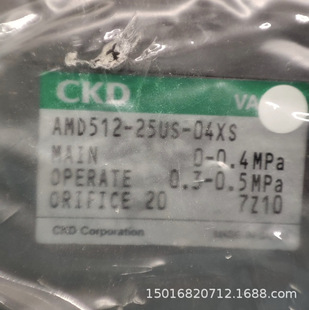 CKD VA
AMD512-25US-04XS
MAIN 0-0.4MPa
OPERATE 0.3-0.5MPa
ORIFICE 20 7Z10
CKD Corporation
15016820712.1688.com